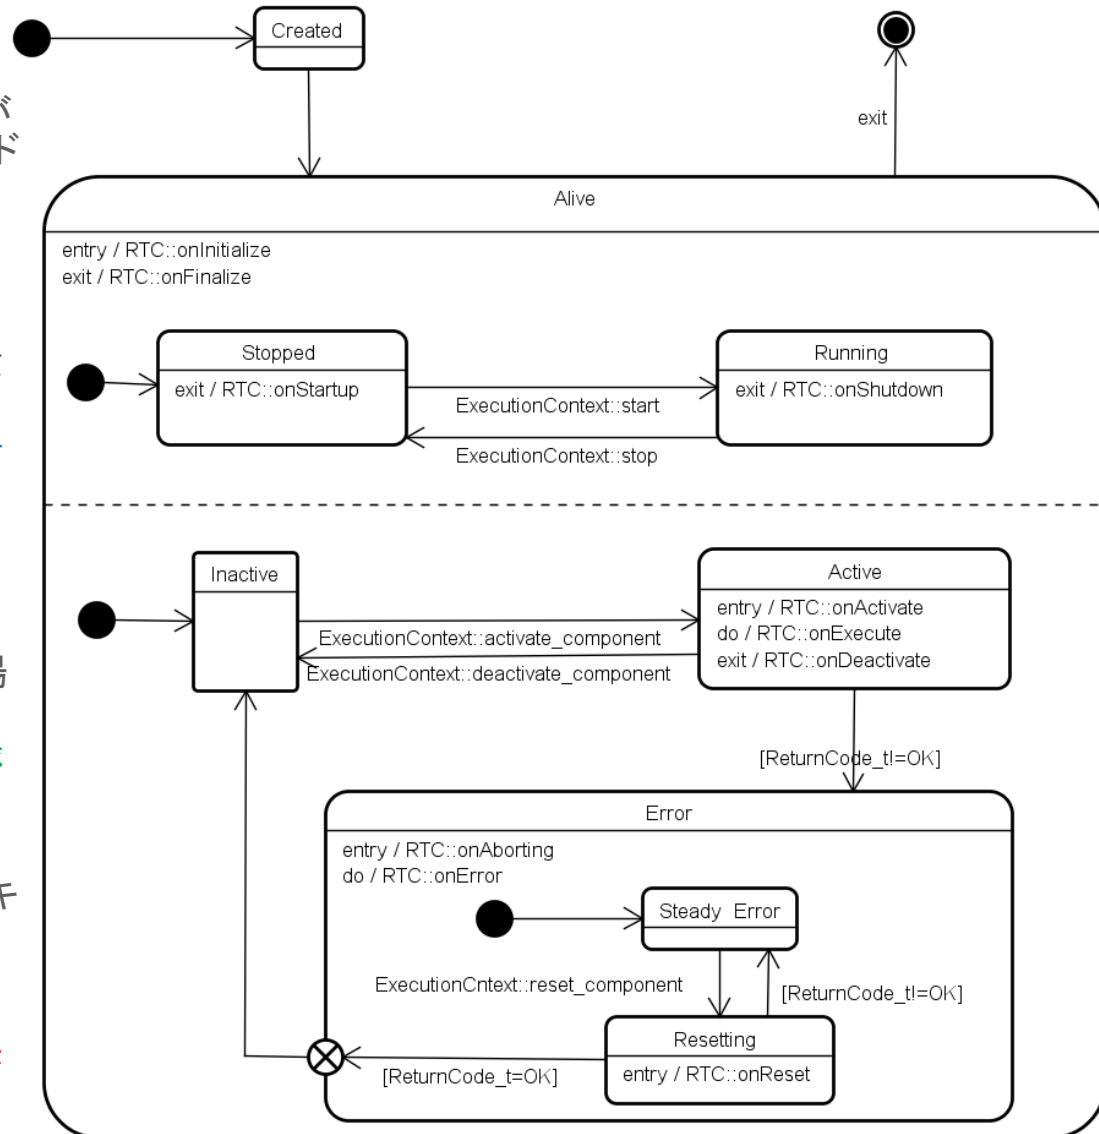 Created
exit
が
ド
Alive
entry / RTC::onInitialize
exit / RTC::onFinalize
Stopped
exit / RTC::onStartup
Running
exit / RTC::onShutdown
ExecutionContext::start
ExecutionContext::stop
Inactive
Active
entry / RTC::onActivate
do / RTC::onExecute
exit / RTC::onDeactivate
ExecutionContext::activate_component
ExecutionContext::deactivate_component
[ReturnCode_t!=OK]
Error
entry / RTC::onAborting
do / RTC::onError
キ
Steady Error
ExecutionCntext::reset_component
[ReturnCode_t!=OK]
Resetting
entry / RTC::onReset
[ReturnCode_t=OK]